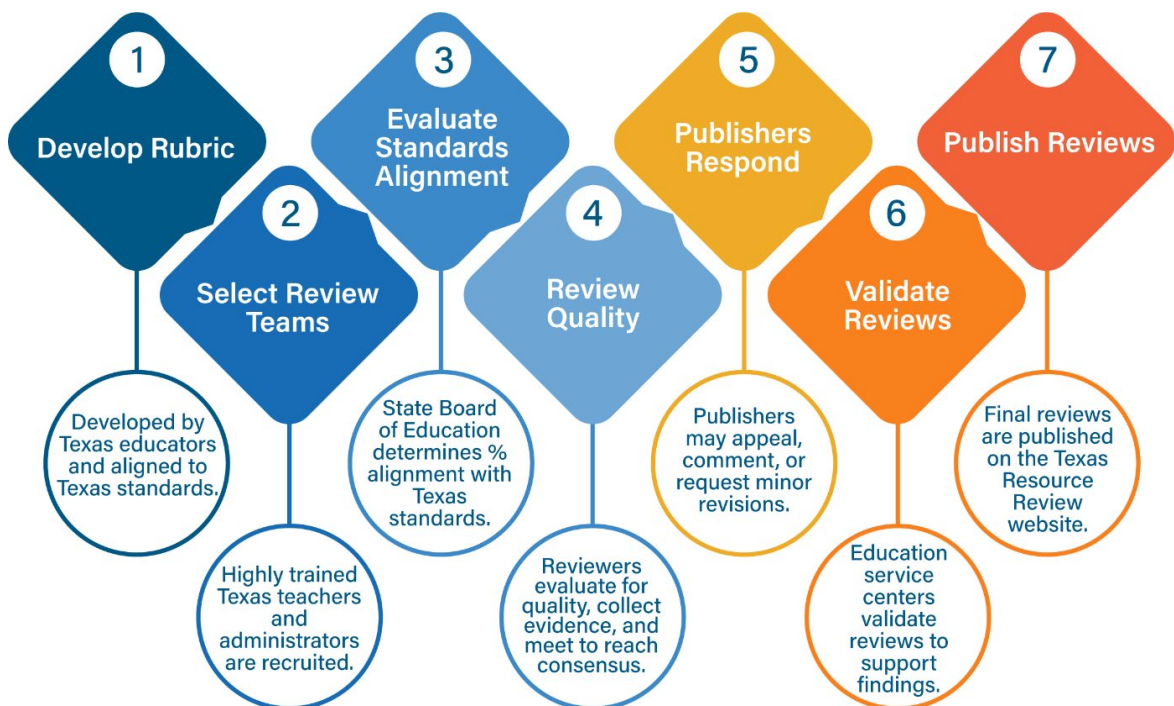 1
Develop Rubric
Developed by
Texas educators
and aligned to
Texas standards.
2
Select Review
Teams
Highly trained
Texas teachers
and
administrators
are recruited.
3
Evaluate
Standards
Alignment
State Board
of Education
determines %
alignment with
Texas
standards.
4
Review
Quality
Reviewers
evaluate for
quality, collect
evidence, and
meet to reach
consensus.
5
Publishers
Respond
Publishers
may appeal,
comment, or
request minor
revisions.
6
Validate
Reviews
Education
service
centers
validate
reviews to
support
findings.
7
Publish Reviews
Final reviews
are published
on the Texas
Resource
Review
website.